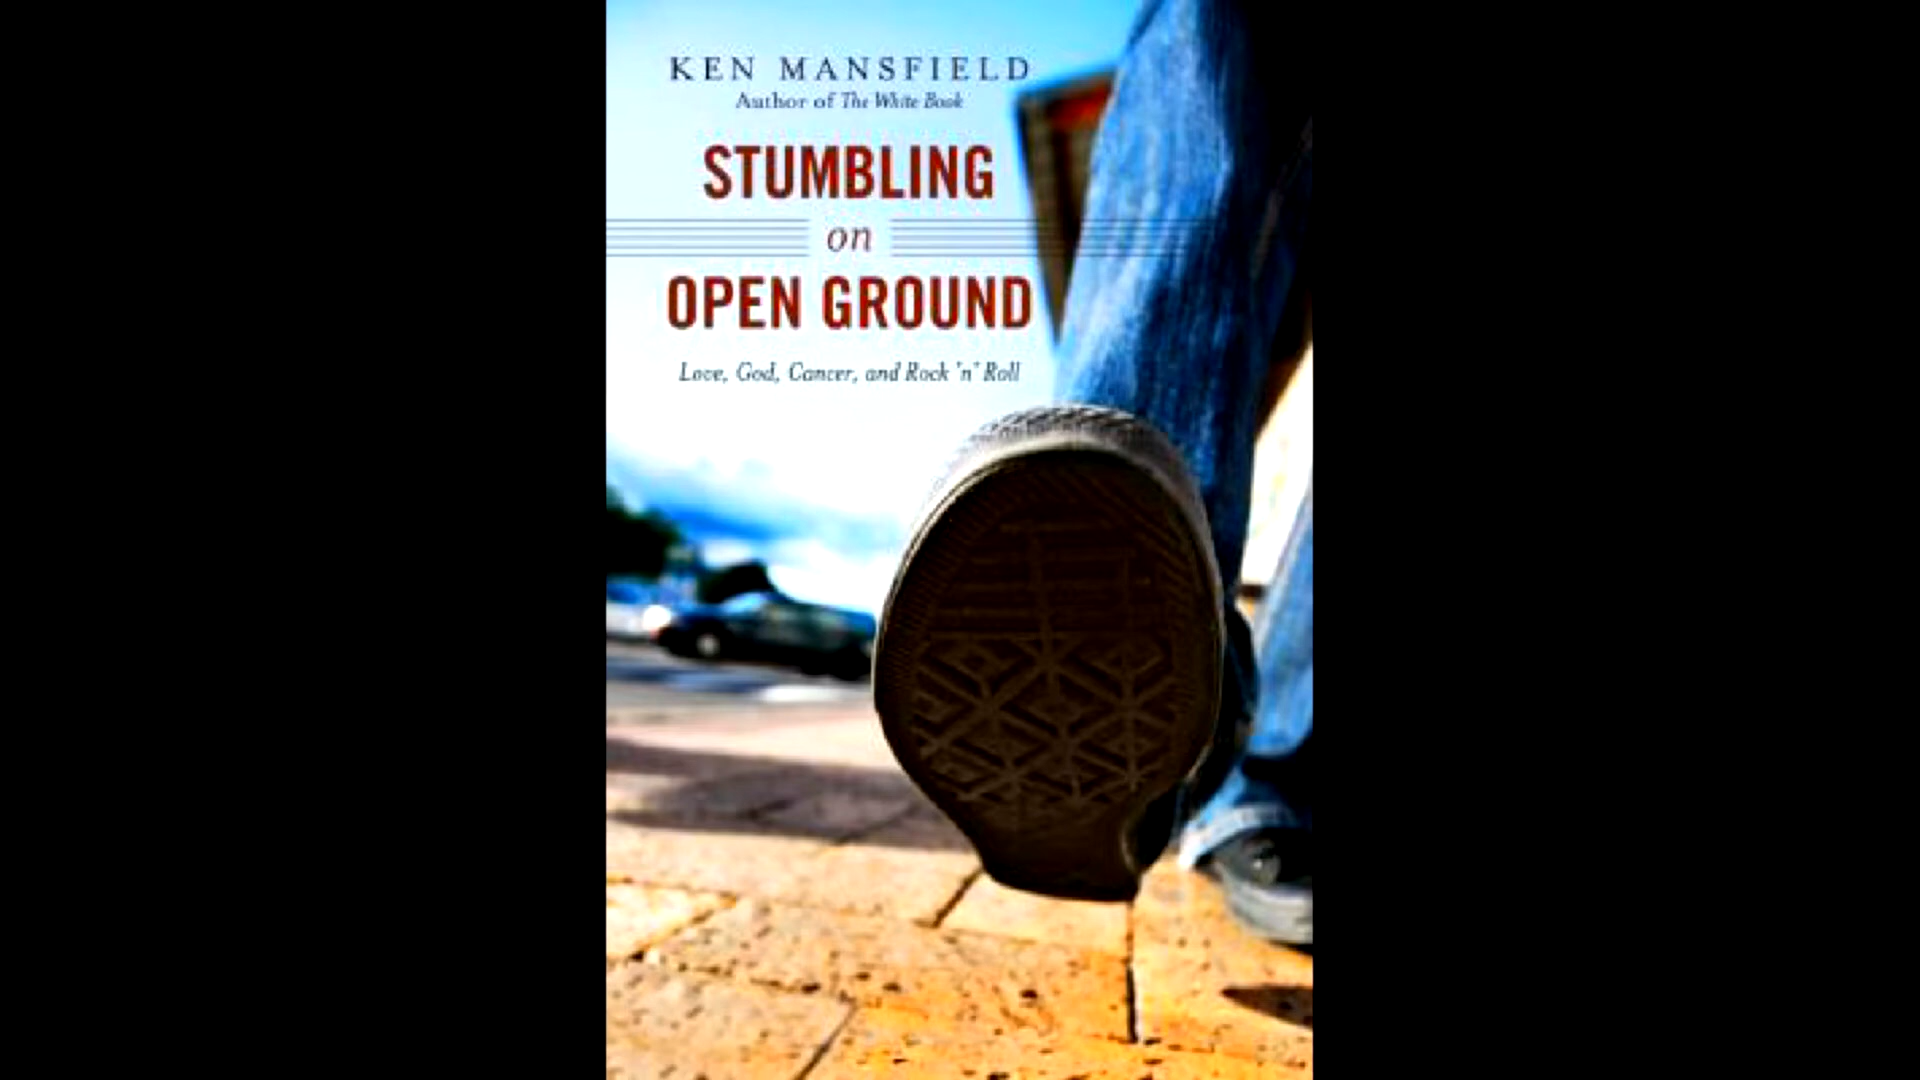 KEN MANSFIELD
Author of The White Book
STUMBLING
on
OPEN GROUND
Love, God, Cancer, and Rock 'n' Roll